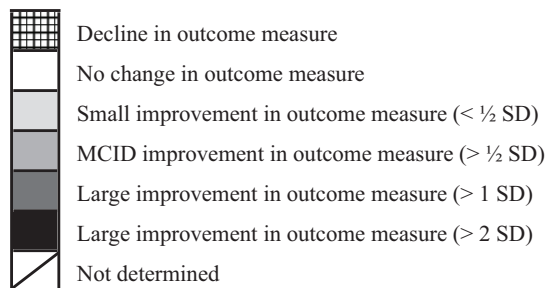 Decline in outcome measure
No change in outcome measure
Small improvement in outcome measure (< ½ SD)
MCID improvement in outcome measure (> ½ SD)
Large improvement in outcome measure (> 1 SD)
Large improvement in outcome measure (> 2 SD)
Not determined